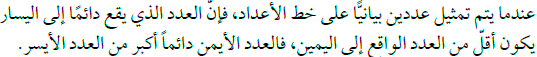 عندما يتم تمثيل عددين بيانيًّا على خط الأعداد، فإنّ العدد الذي يقع دائمًا إلى اليسار
يكون أقلّ من العدد الواقع إلى اليمين، فالعدد الأيمن دائماً أكبر من العدد الأيسر.